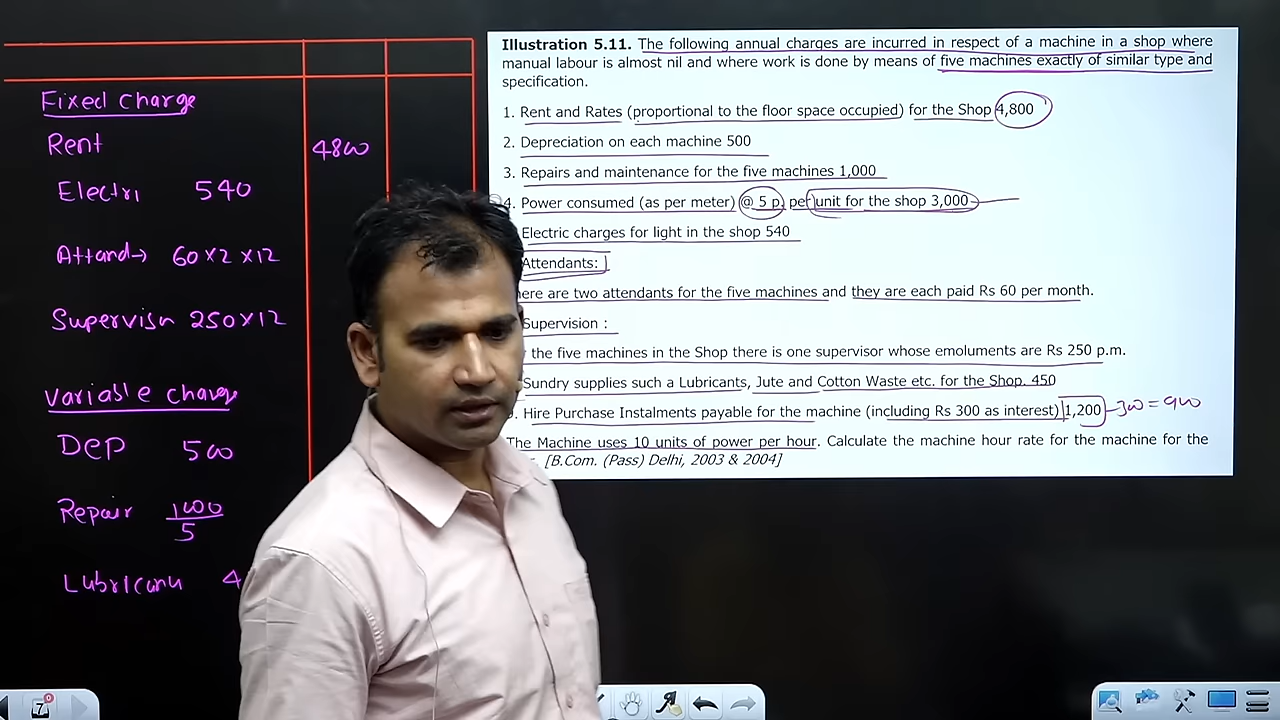 Fixed charge
Rent 4800
Electri 540
Attand→ 60×2×12
Supervisn 250×12
Variable charge
Dep 500
Repair 1000/5
Lubricanu 4
Illustration 5.11. The following annual charges are incurred in respect of a machine in a shop where
manual labour is almost nil and where work is done by means of five machines exactly of similar type and
specification.
1. Rent and Rates (proportional to the floor space occupied) for the Shop 4,800
2. Depreciation on each machine 500
3. Repairs and maintenance for the five machines 1,000
4. Power consumed (as per meter) @ 5 p. per unit for the shop 3,000
Electric charges for light in the shop 540
Attendants:
ere are two attendants for the five machines and they are each paid Rs 60 per month.
Supervision :
the five machines in the Shop there is one supervisor whose emoluments are Rs 250 p.m.
Sundry supplies such a Lubricants, Jute and Cotton Waste etc. for the Shop. 450
. Hire Purchase Instalments payable for the machine (including Rs 300 as interest) 1,200 -300=900
The Machine uses 10 units of power per hour. Calculate the machine hour rate for the machine for the
[B.Com. (Pass) Delhi, 2003 & 2004]
7
0